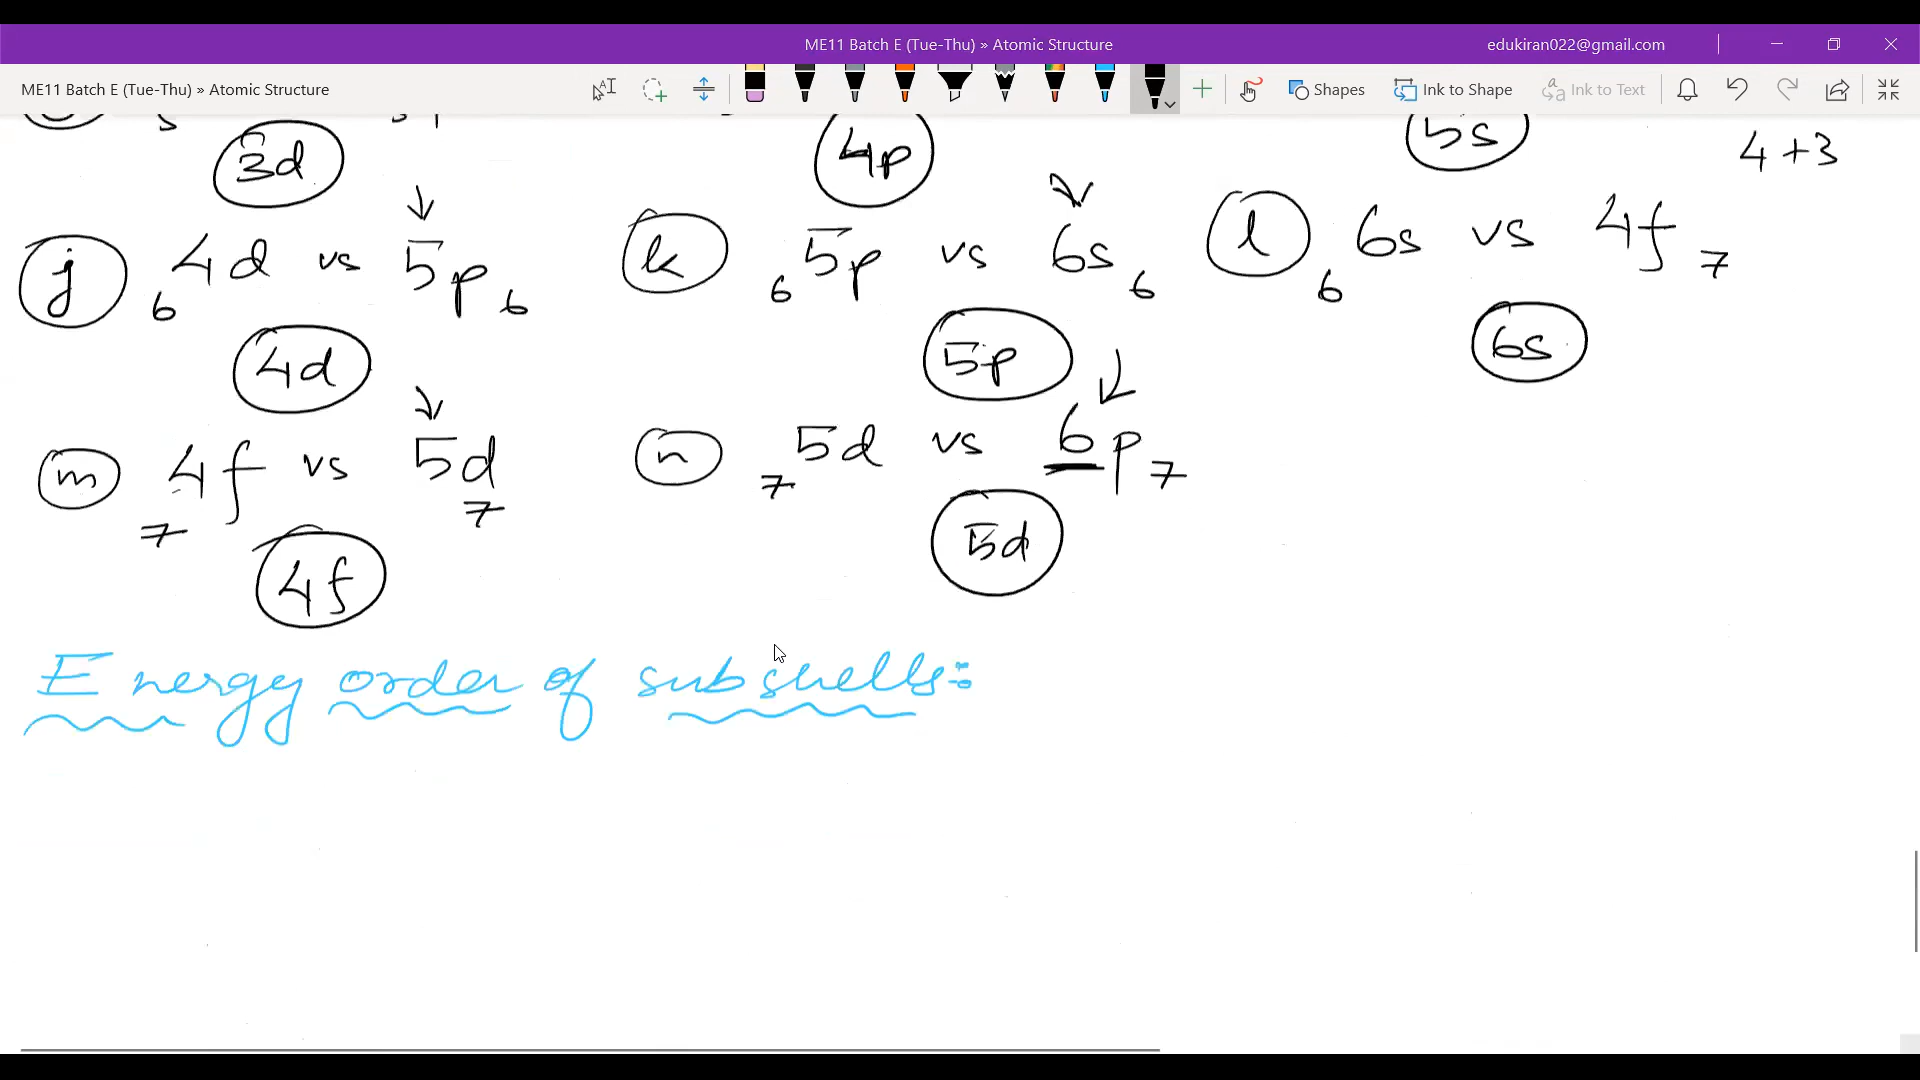 ME11 Batch E (Tue-Thu) » Atomic Structure
edukiran022@gmail.com
ME11 Batch E (Tue-Thu) » Atomic Structure
Shapes
Ink to Shape
Ink to Text
3d
4p
5s
4+3
j 6 4d vs 5p 6
k 6 5p vs 6s 6
l 6 6s vs 4f 7
4d
5p
6s
m 7 4f vs 5d 7
n 7 5d vs 6p 7
4f
5d
Energy order of subshells: